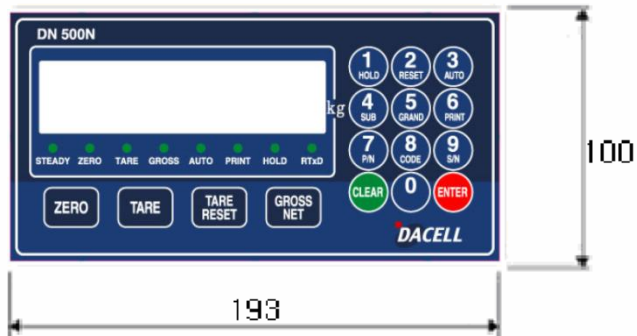 DN 500N
1 2 3
HOLD RESET AUTO
kg
4 5 6
SUB GRAND PRINT
7 8 9
P/N CODE S/N
STEADY ZERO TARE GROSS AUTO PRINT HOLD RTxD
CLEAR 0 ENTER
ZERO TARE TARE RESET GROSS NET
DACELL
100
193